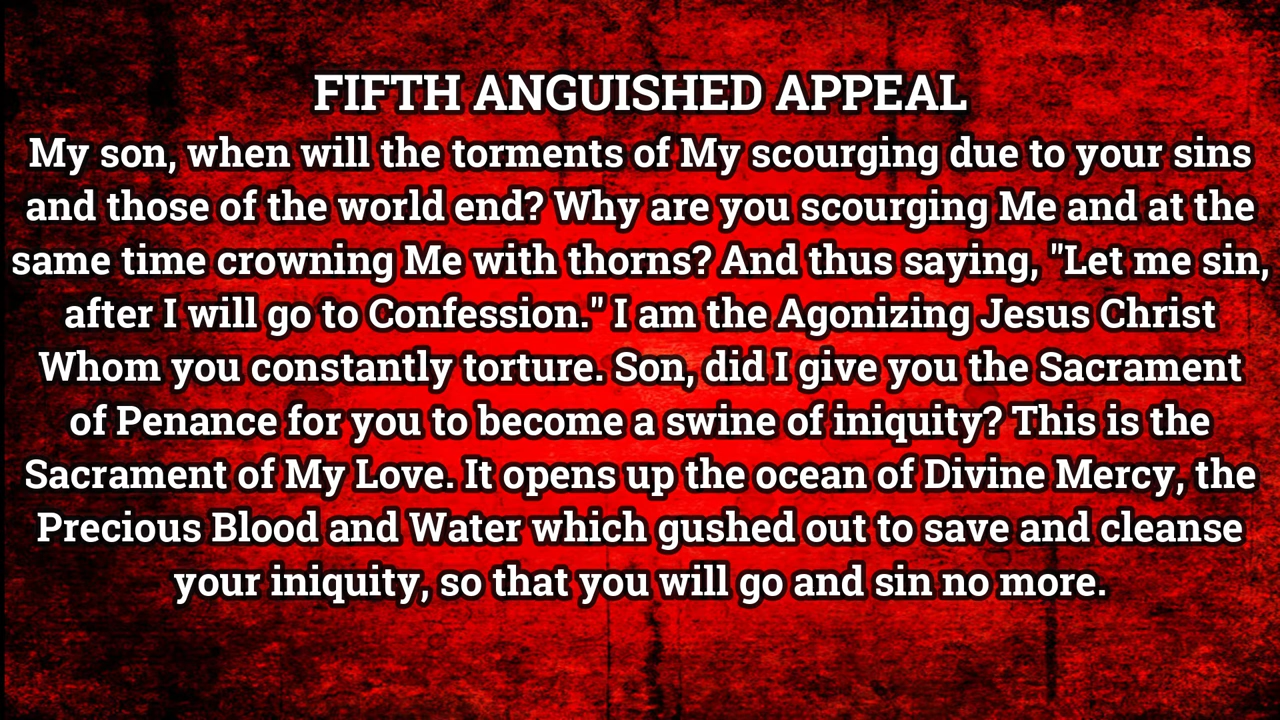 FIFTH ANGUISHED APPEAL
My son, when will the torments of My scourging due to your sins
and those of the world end? Why are you scourging Me and at the
same time crowning Me with thorns? And thus saying, "Let me sin,
after I will go to Confession." I am the Agonizing Jesus Christ
Whom you constantly torture. Son, did I give you the Sacrament
of Penance for you to become a swine of iniquity? This is the
Sacrament of My Love. It opens up the ocean of Divine Mercy, the
Precious Blood and Water which gushed out to save and cleanse
your iniquity, so that you will go and sin no more.